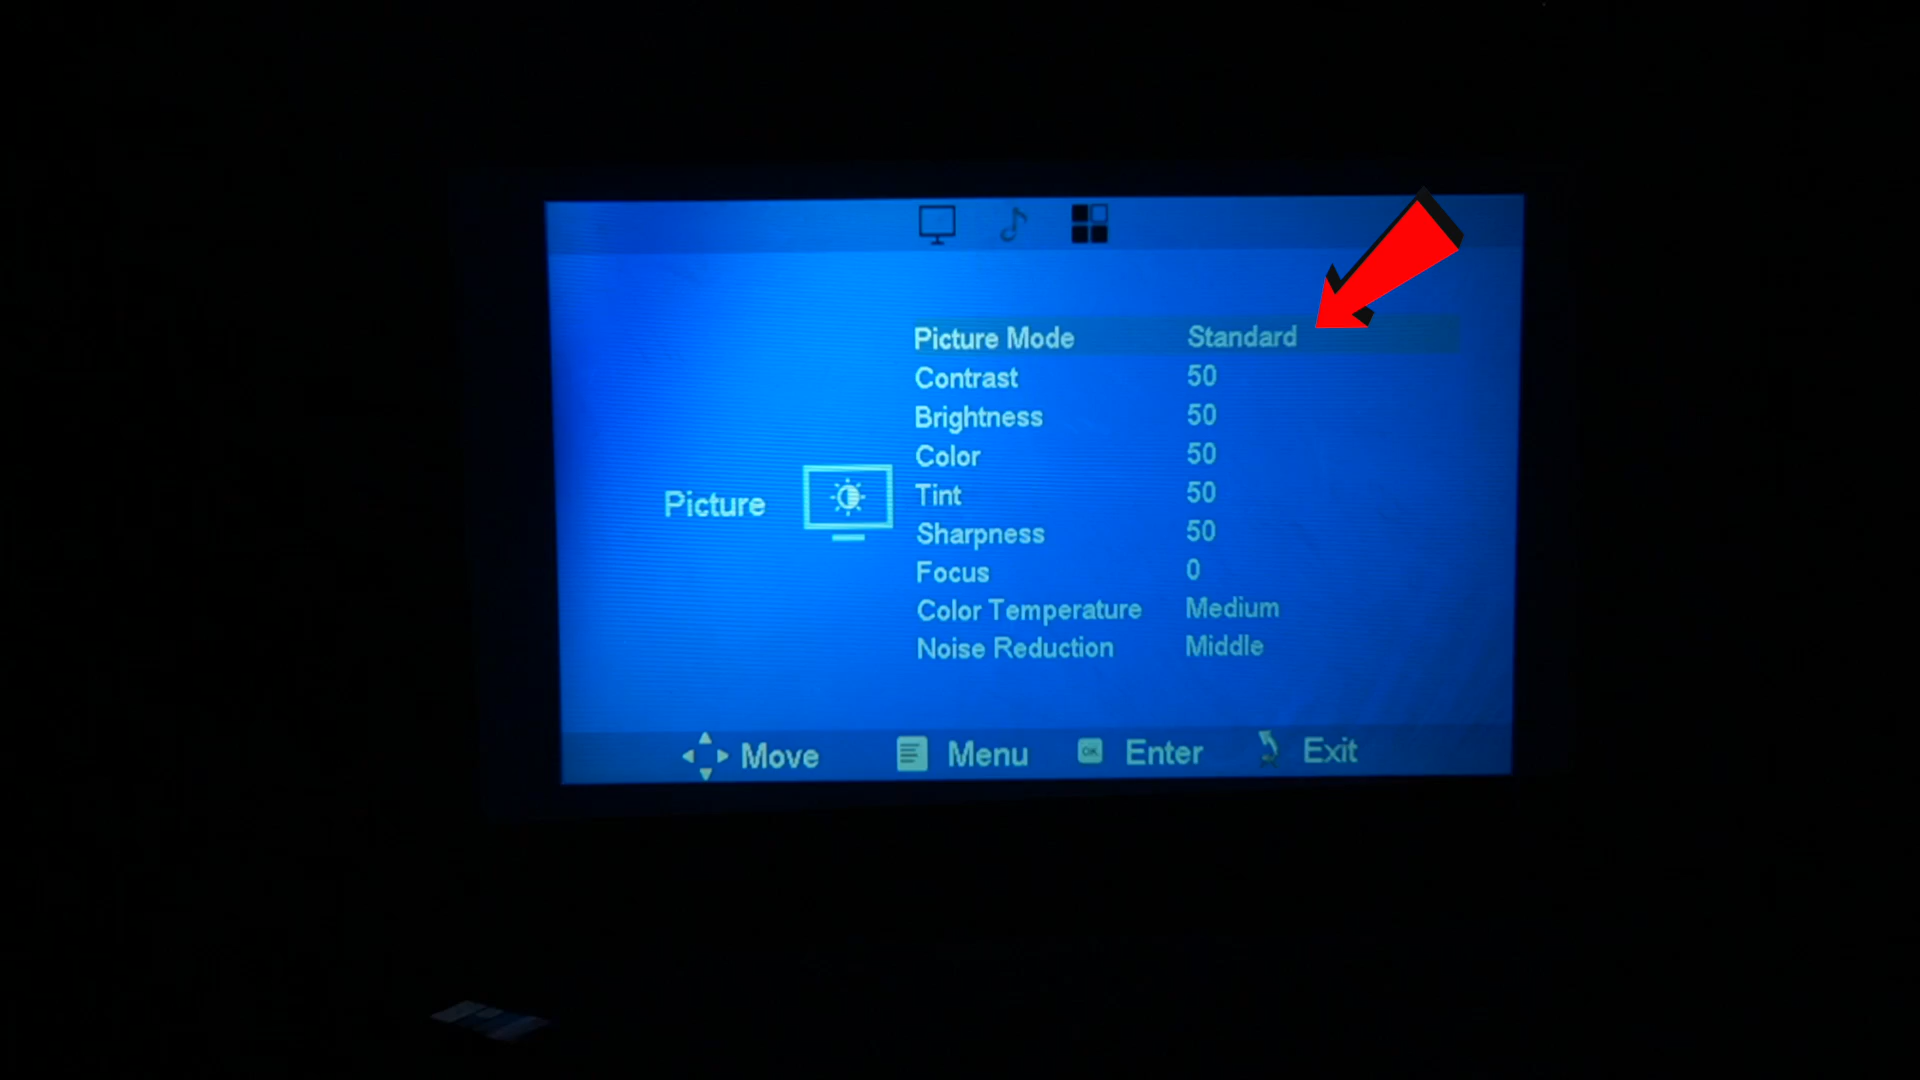 Picture Mode Standard
Contrast 50
Brightness 50
Color 50
Tint 50
Sharpness 50
Focus 0
Color Temperature Medium
Noise Reduction Middle
Picture
Move Menu OK Enter Exit